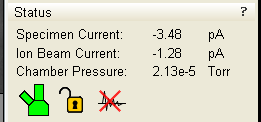 Status ?
Specimen Current: -3.48 pA
Ion Beam Current: -1.28 pA
Chamber Pressure: 2.13e-5 Torr